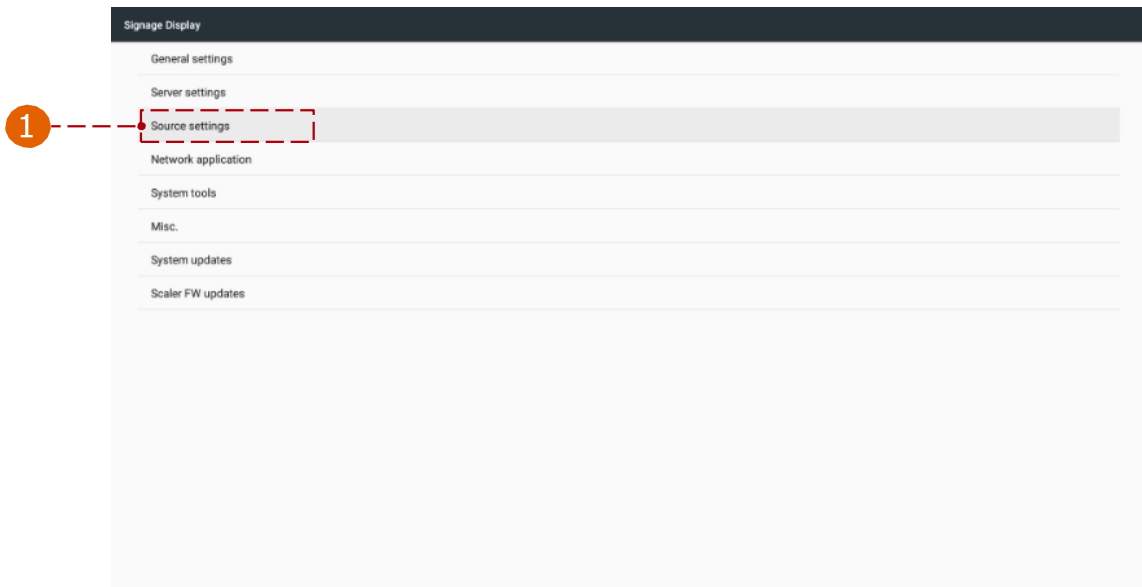 Signage Display
General settings
Server settings
1
Source settings
Network application
System tools
Misc.
System updates
Scaler FW updates